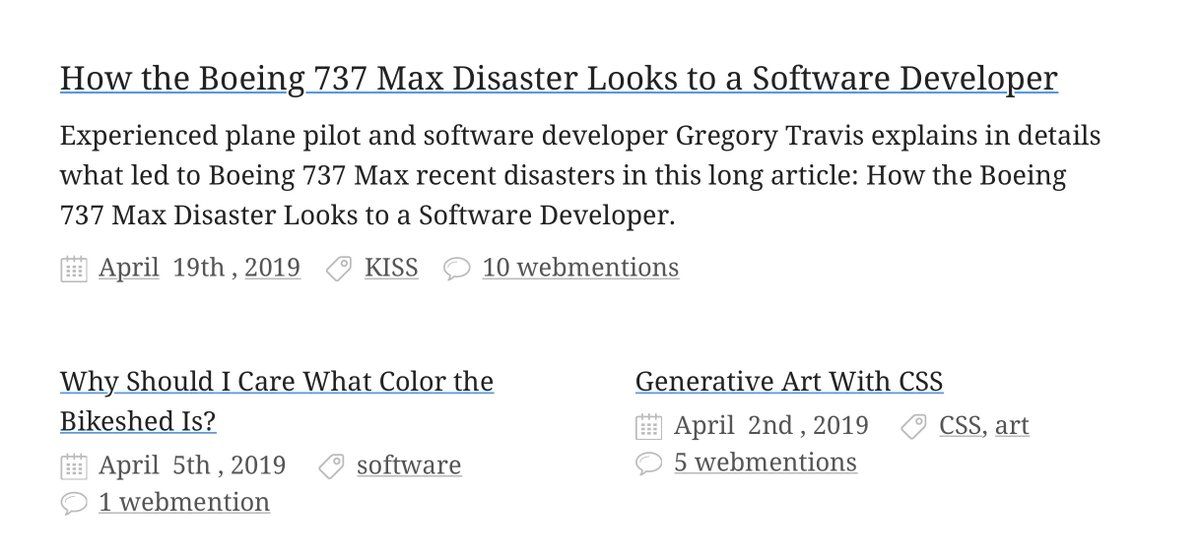 How the Boeing 737 Max Disaster Looks to a Software Developer
Experienced plane pilot and software developer Gregory Travis explains in details
what led to Boeing 737 Max recent disasters in this long article: How the Boeing
737 Max Disaster Looks to a Software Developer.
April 19th , 2019 KISS 10 webmentions
Why Should I Care What Color the
Bikeshed Is?
April 5th , 2019 software
1 webmention
Generative Art With CSS
April 2nd , 2019 CSS, art
5 webmentions